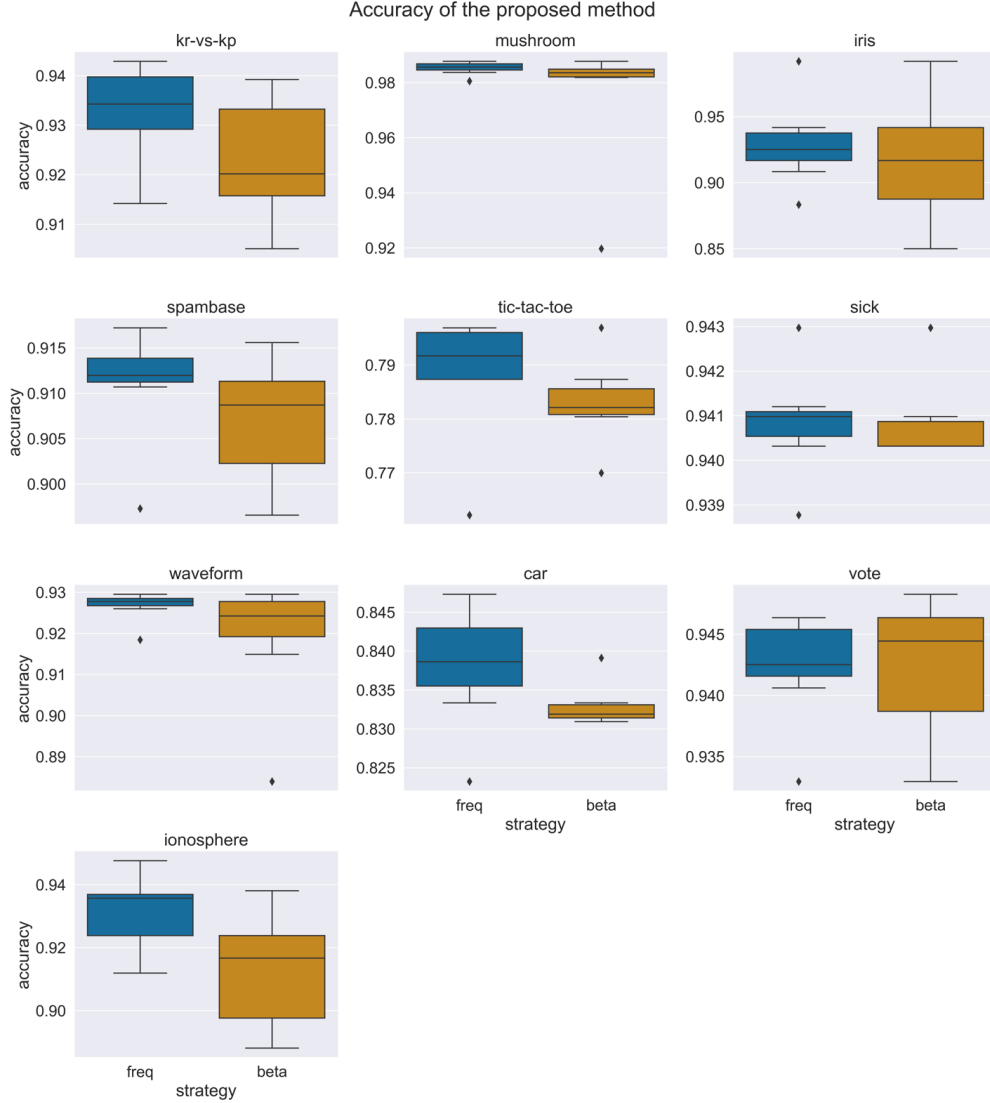 Accuracy of the proposed method
kr-vs-kp
mushroom
iris
0.94
0.93
0.92
0.91
accuracy
0.98
0.96
0.94
0.92
0.95
0.90
0.85
spambase
tic-tac-toe
sick
0.915
0.910
0.905
0.900
accuracy
0.79
0.78
0.77
0.943
0.942
0.941
0.940
0.939
waveform
car
vote
0.93
0.92
0.91
0.90
0.89
accuracy
0.845
0.840
0.835
0.830
0.825
0.945
0.940
0.935
freq
beta
strategy
freq
beta
strategy
ionosphere
0.94
0.92
0.90
accuracy
freq
beta
strategy